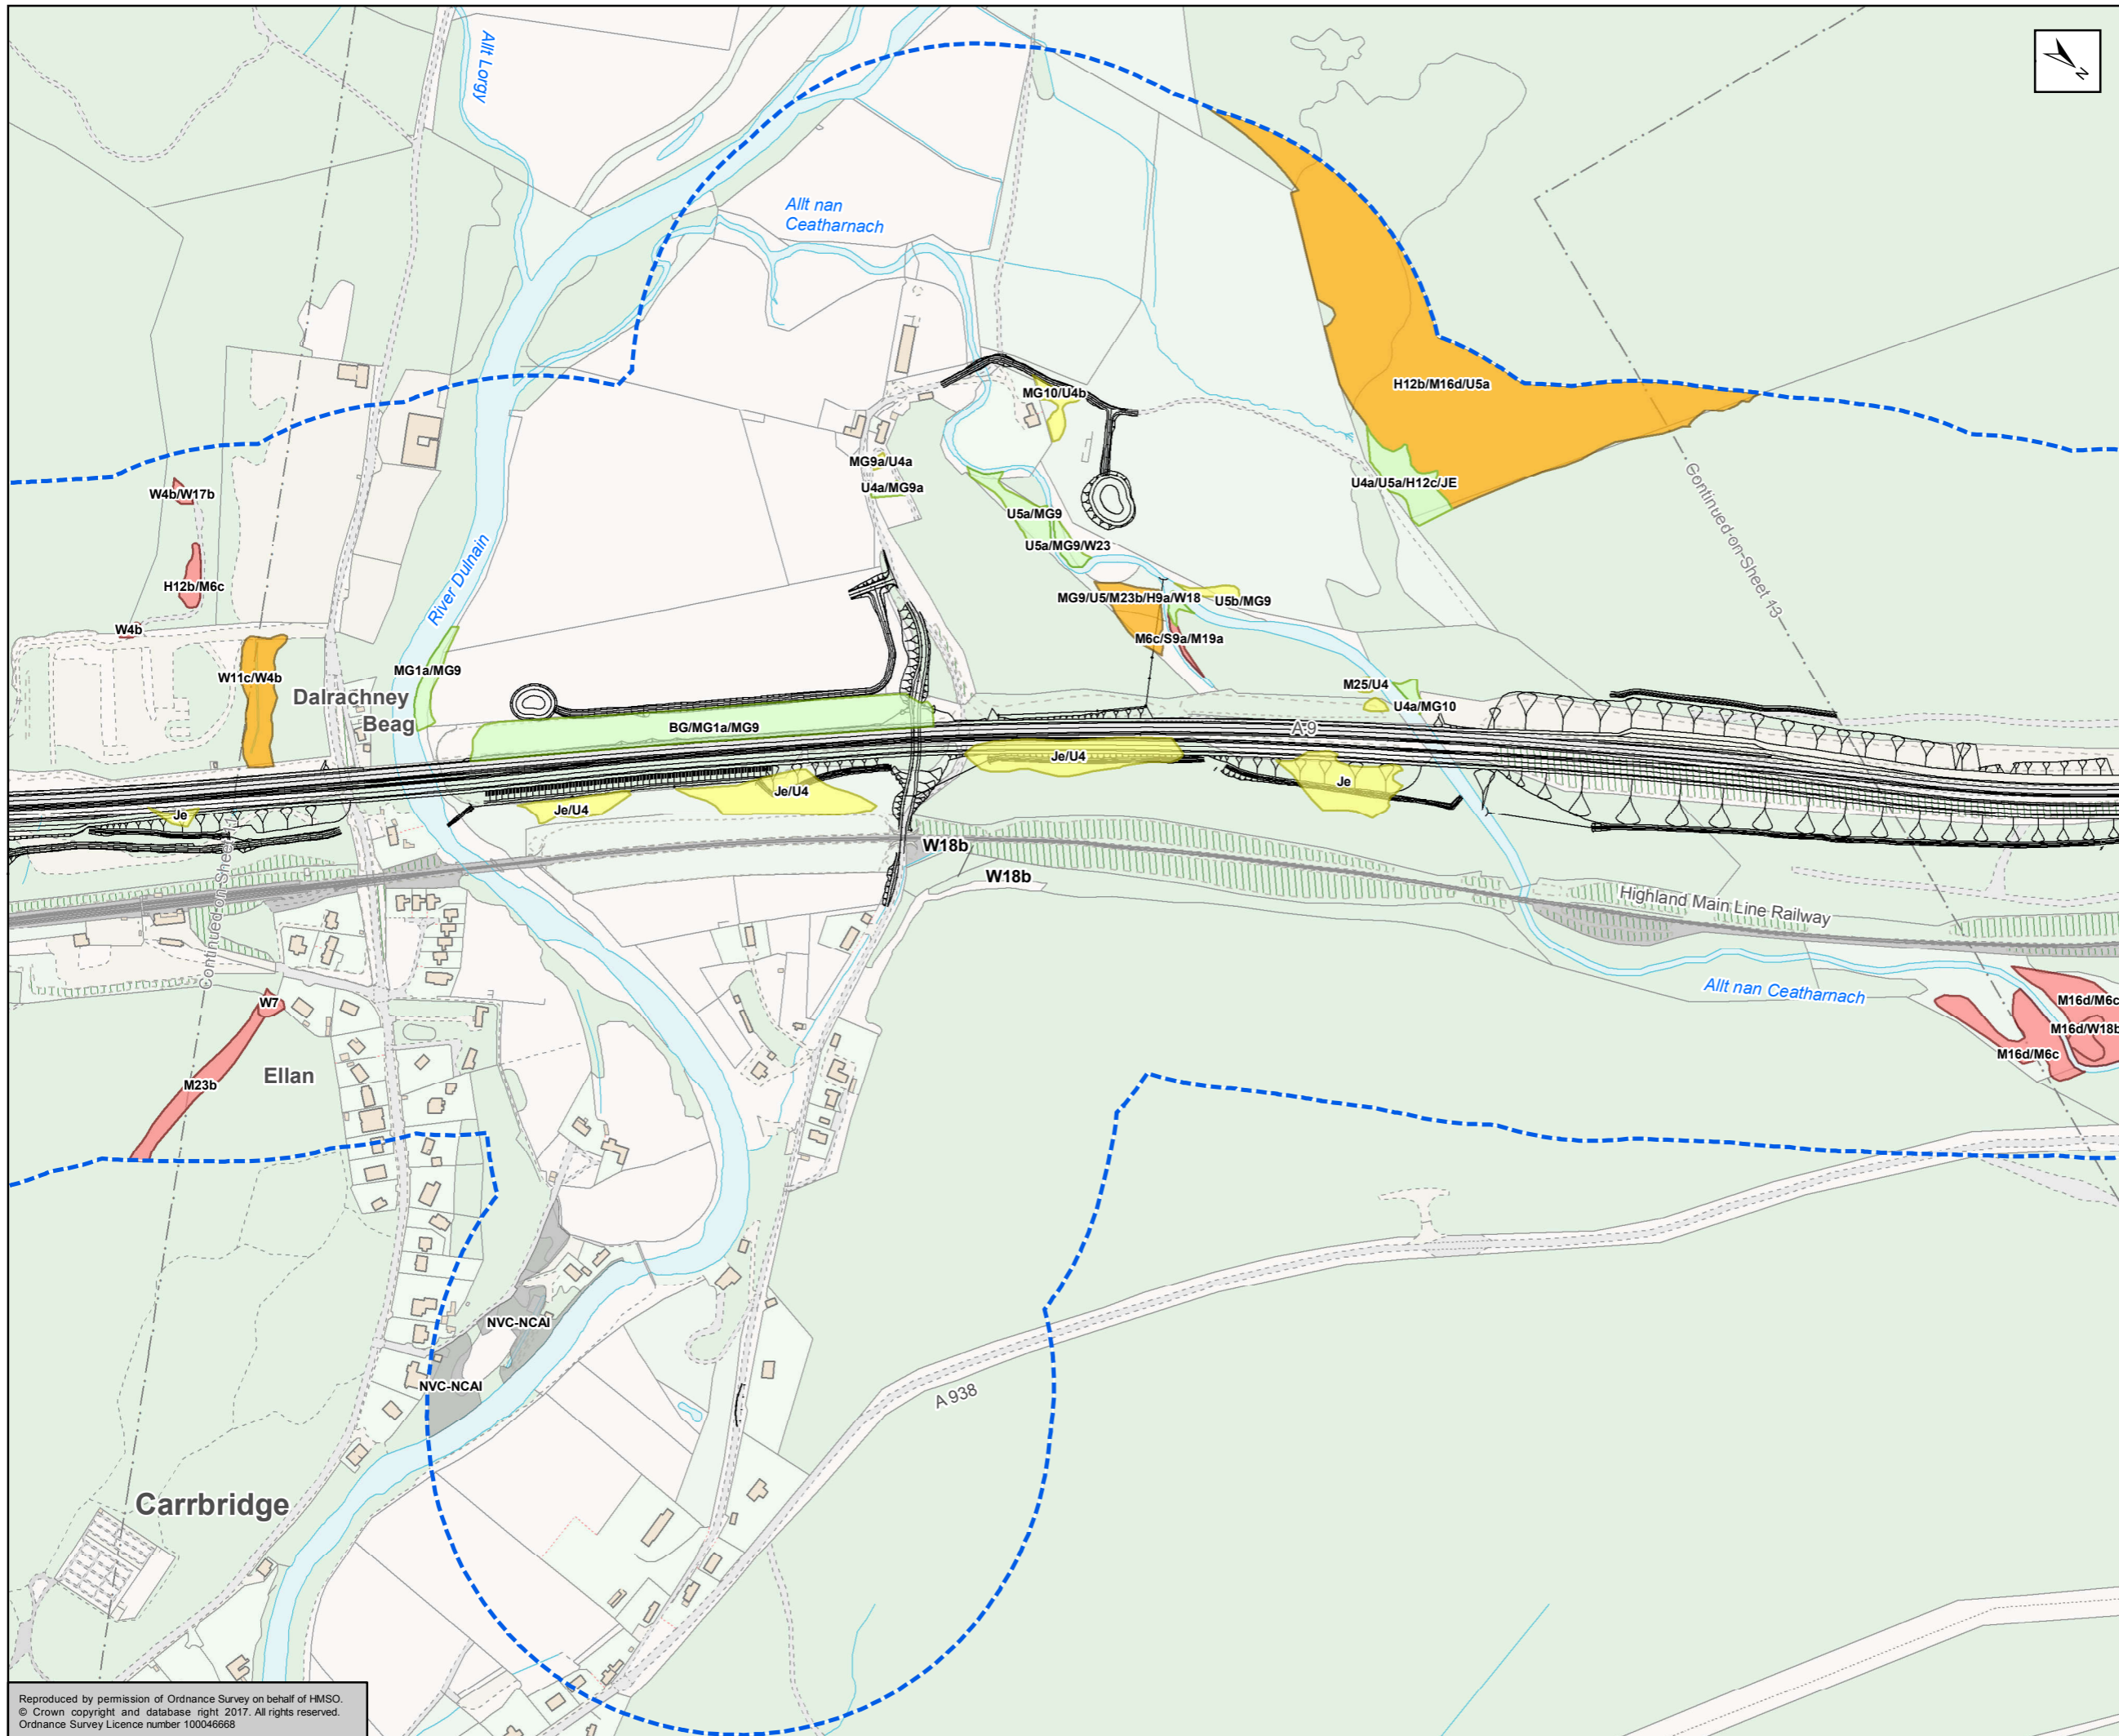 Allt Lorgy
N
Allt nan
Ceatharnach
H12b/M16d/U5a
MG10/U4b
MG9a/U4a
U4a/MG9a
W4b/W17b
U4a/U5a/H12c/JE
U5a/MG9
U5a/MG9/W23
Continued on Sheet 13
River Dulnain
H12b/M6c
MG9/U5/M23b/H9a/W18
U5b/MG9
W4b
M6c/S9a/M19a
MG1a/MG9
W11c/W4b
M25/U4
Dalrachney
Beag
U4a/MG10
BG/MG1a/MG9
A 9
Je/U4
Je
Je/U4
Je/U4
Je
W18b
W18b
Highland Main Line Railway
Allt nan Ceatharnach
W7
M16d/M6c
M16d/W18b
M16d/M6c
Ellan
M23b
NVC-NCAI
NVC-NCAI
A 938
Carrbridge
Reproduced by permission of Ordnance Survey on behalf of HMSO.
© Crown copyright and database right 2017. All rights reserved.
Ordnance Survey Licence number 100046668